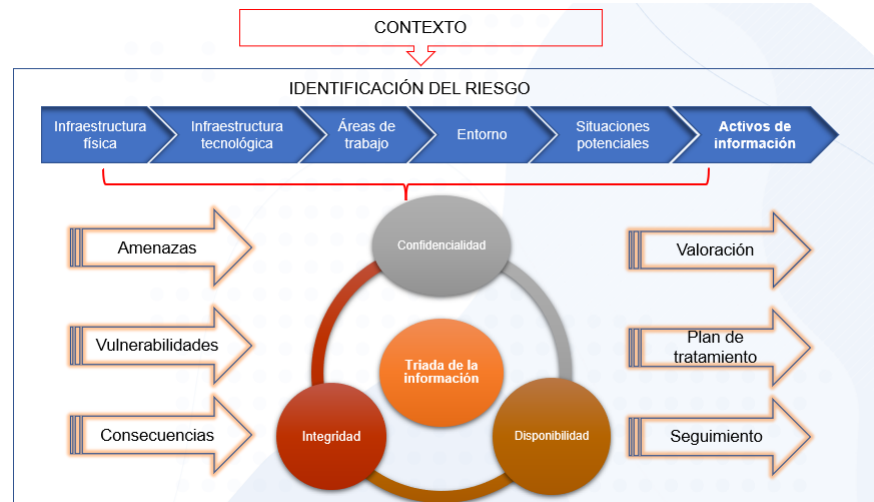 CONTEXTO
IDENTIFICACIÓN DEL RIESGO
Infraestructura
física
Infraestructura
tecnológica
Áreas de
trabajo
Entorno
Situaciones
potenciales
Activos de
información
Amenazas
Vulnerabilidades
Consecuencias
Confidencialidad
Triada de la
información
Integridad
Disponibilidad
Valoración
Plan de
tratamiento
Seguimiento